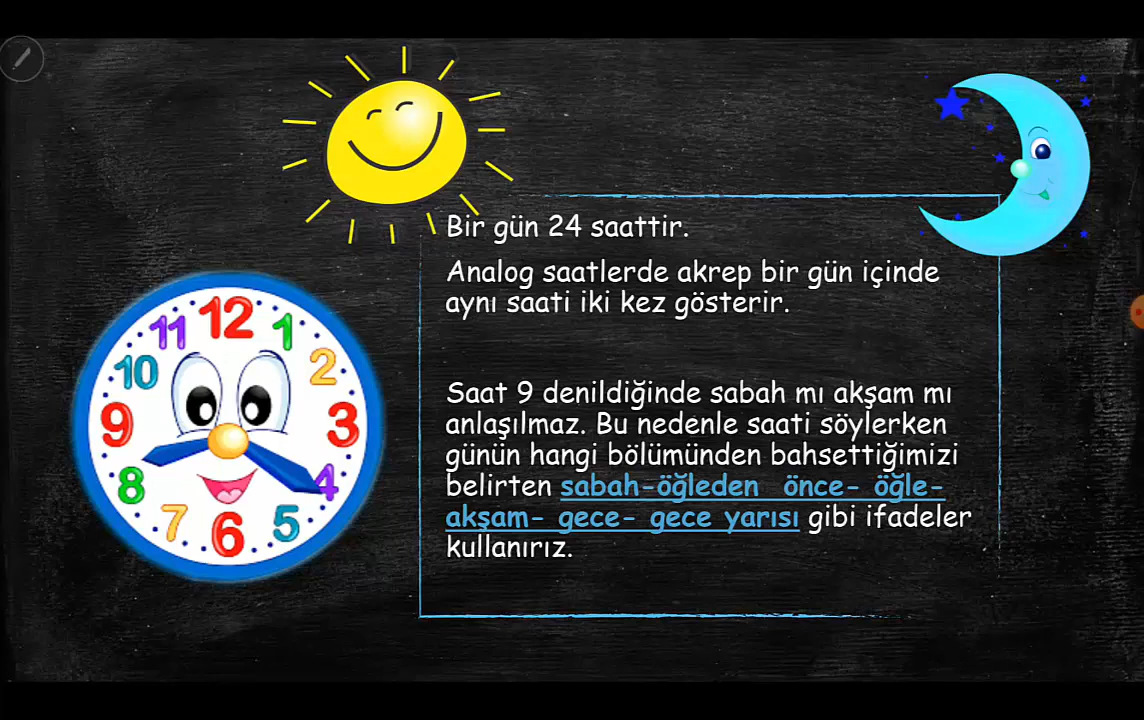 Bir gün 24 saattir.
Analog saatlerde akrep bir gün içinde
aynı saati iki kez gösterir.
Saat 9 denildiğinde sabah mı akşam mı
anlaşılmaz. Bu nedenle saati söylerken
günün hangi bölümünden bahsettiğimizi
belirten sabah-öğleden önce- öğle-
akşam- gece- gece yarısı gibi ifadeler
kullanırız.
12
11
1
10
2
9
3
8
4
7
5
6